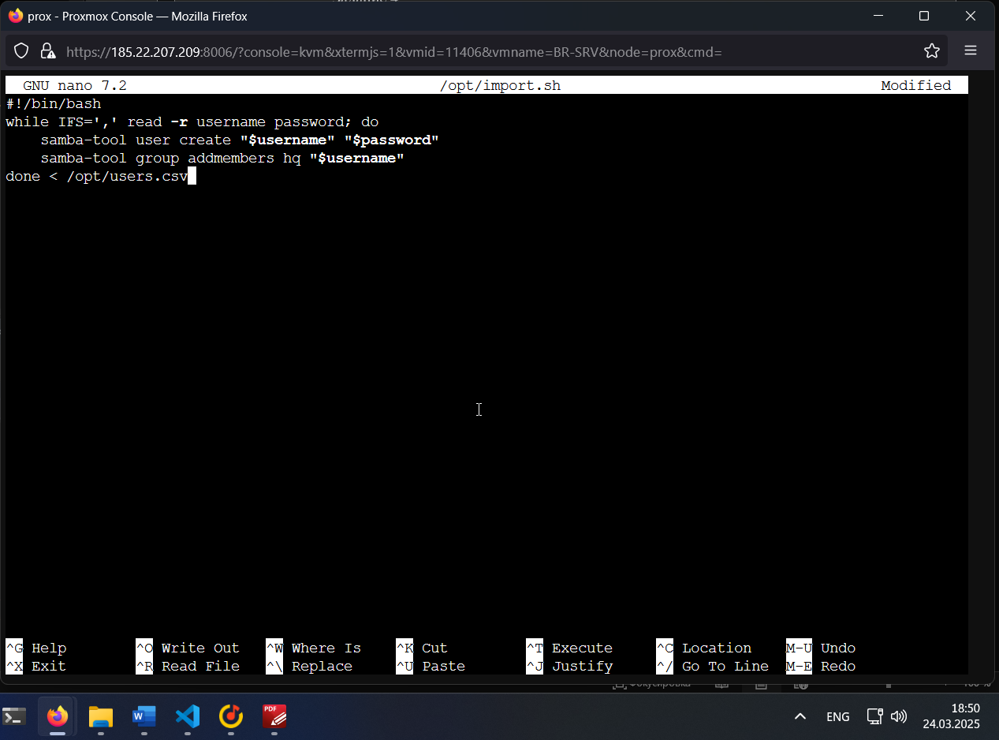 prox - Proxmox Console — Mozilla Firefox
https://185.22.207.209:8006/?console=kvm&xtermjs=1&vmid=11406&vmname=BR-SRV&node=prox&cmd=
GNU nano 7.2 /opt/import.sh Modified
#!/bin/bash
while IFS=',' read -r username password; do
    samba-tool user create "$username" "$password"
    samba-tool group addmembers hq "$username"
done < /opt/users.csv
^G Help ^O Write Out ^W Where Is ^K Cut ^T Execute ^C Location M-U Undo
^X Exit ^R Read File ^\ Replace ^U Paste ^J Justify ^/ Go To Line M-E Redo
W PDF ENG 18:50
24.03.2025